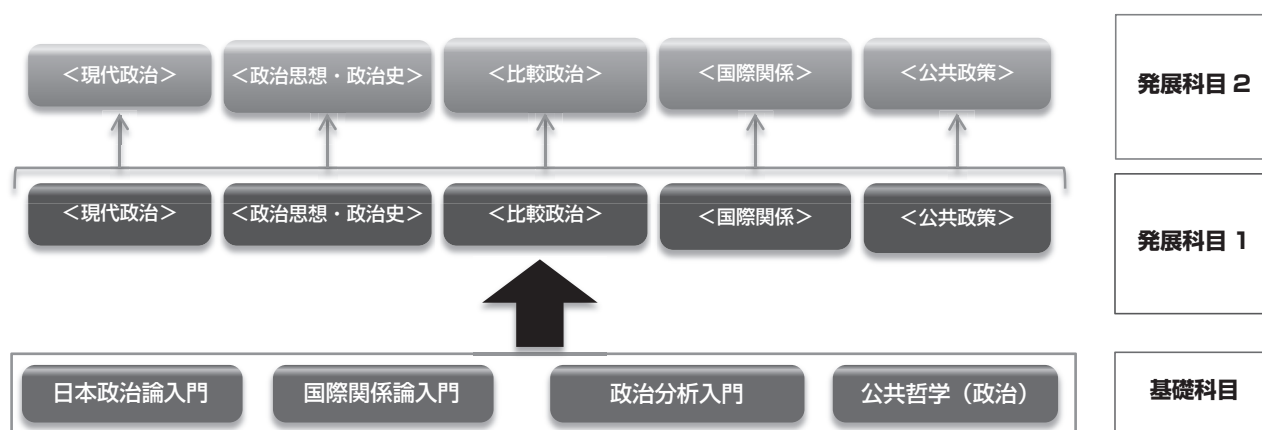 <現代政治> <政治思想・政治史> <比較政治> <国際関係> <公共政策> 発展科目 2
<現代政治> <政治思想・政治史> <比較政治> <国際関係> <公共政策> 発展科目 1
日本政治論入門 国際関係論入門 政治分析入門 公共哲学（政治） 基礎科目